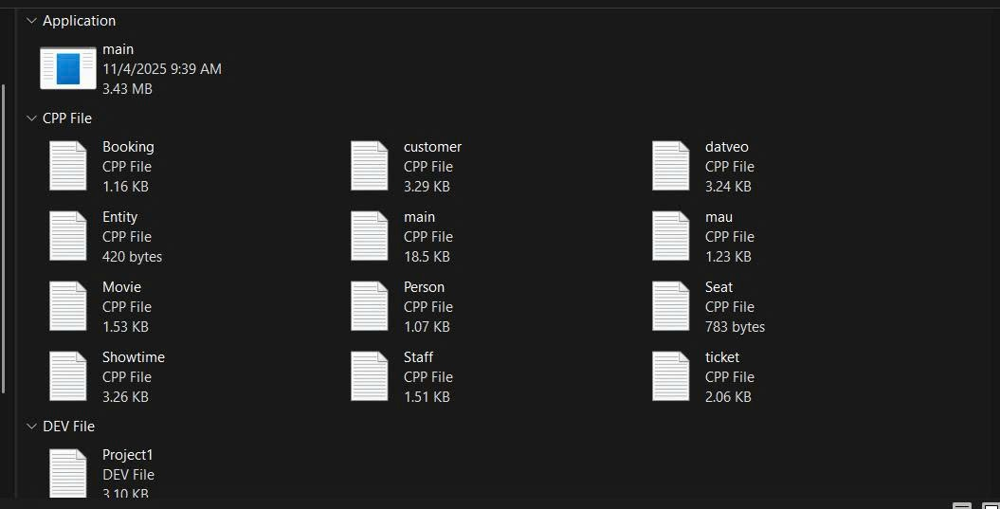 Application
main
11/4/2025 9:39 AM
3.43 MB
CPP File
Booking
CPP File
1.16 KB
customer
CPP File
3.29 KB
datveo
CPP File
3.24 KB
Entity
CPP File
420 bytes
main
CPP File
18.5 KB
mau
CPP File
1.23 KB
Movie
CPP File
1.53 KB
Person
CPP File
1.07 KB
Seat
CPP File
783 bytes
Showtime
CPP File
3.26 KB
Staff
CPP File
1.51 KB
ticket
CPP File
2.06 KB
DEV File
Project1
DEV File
3.10 KB